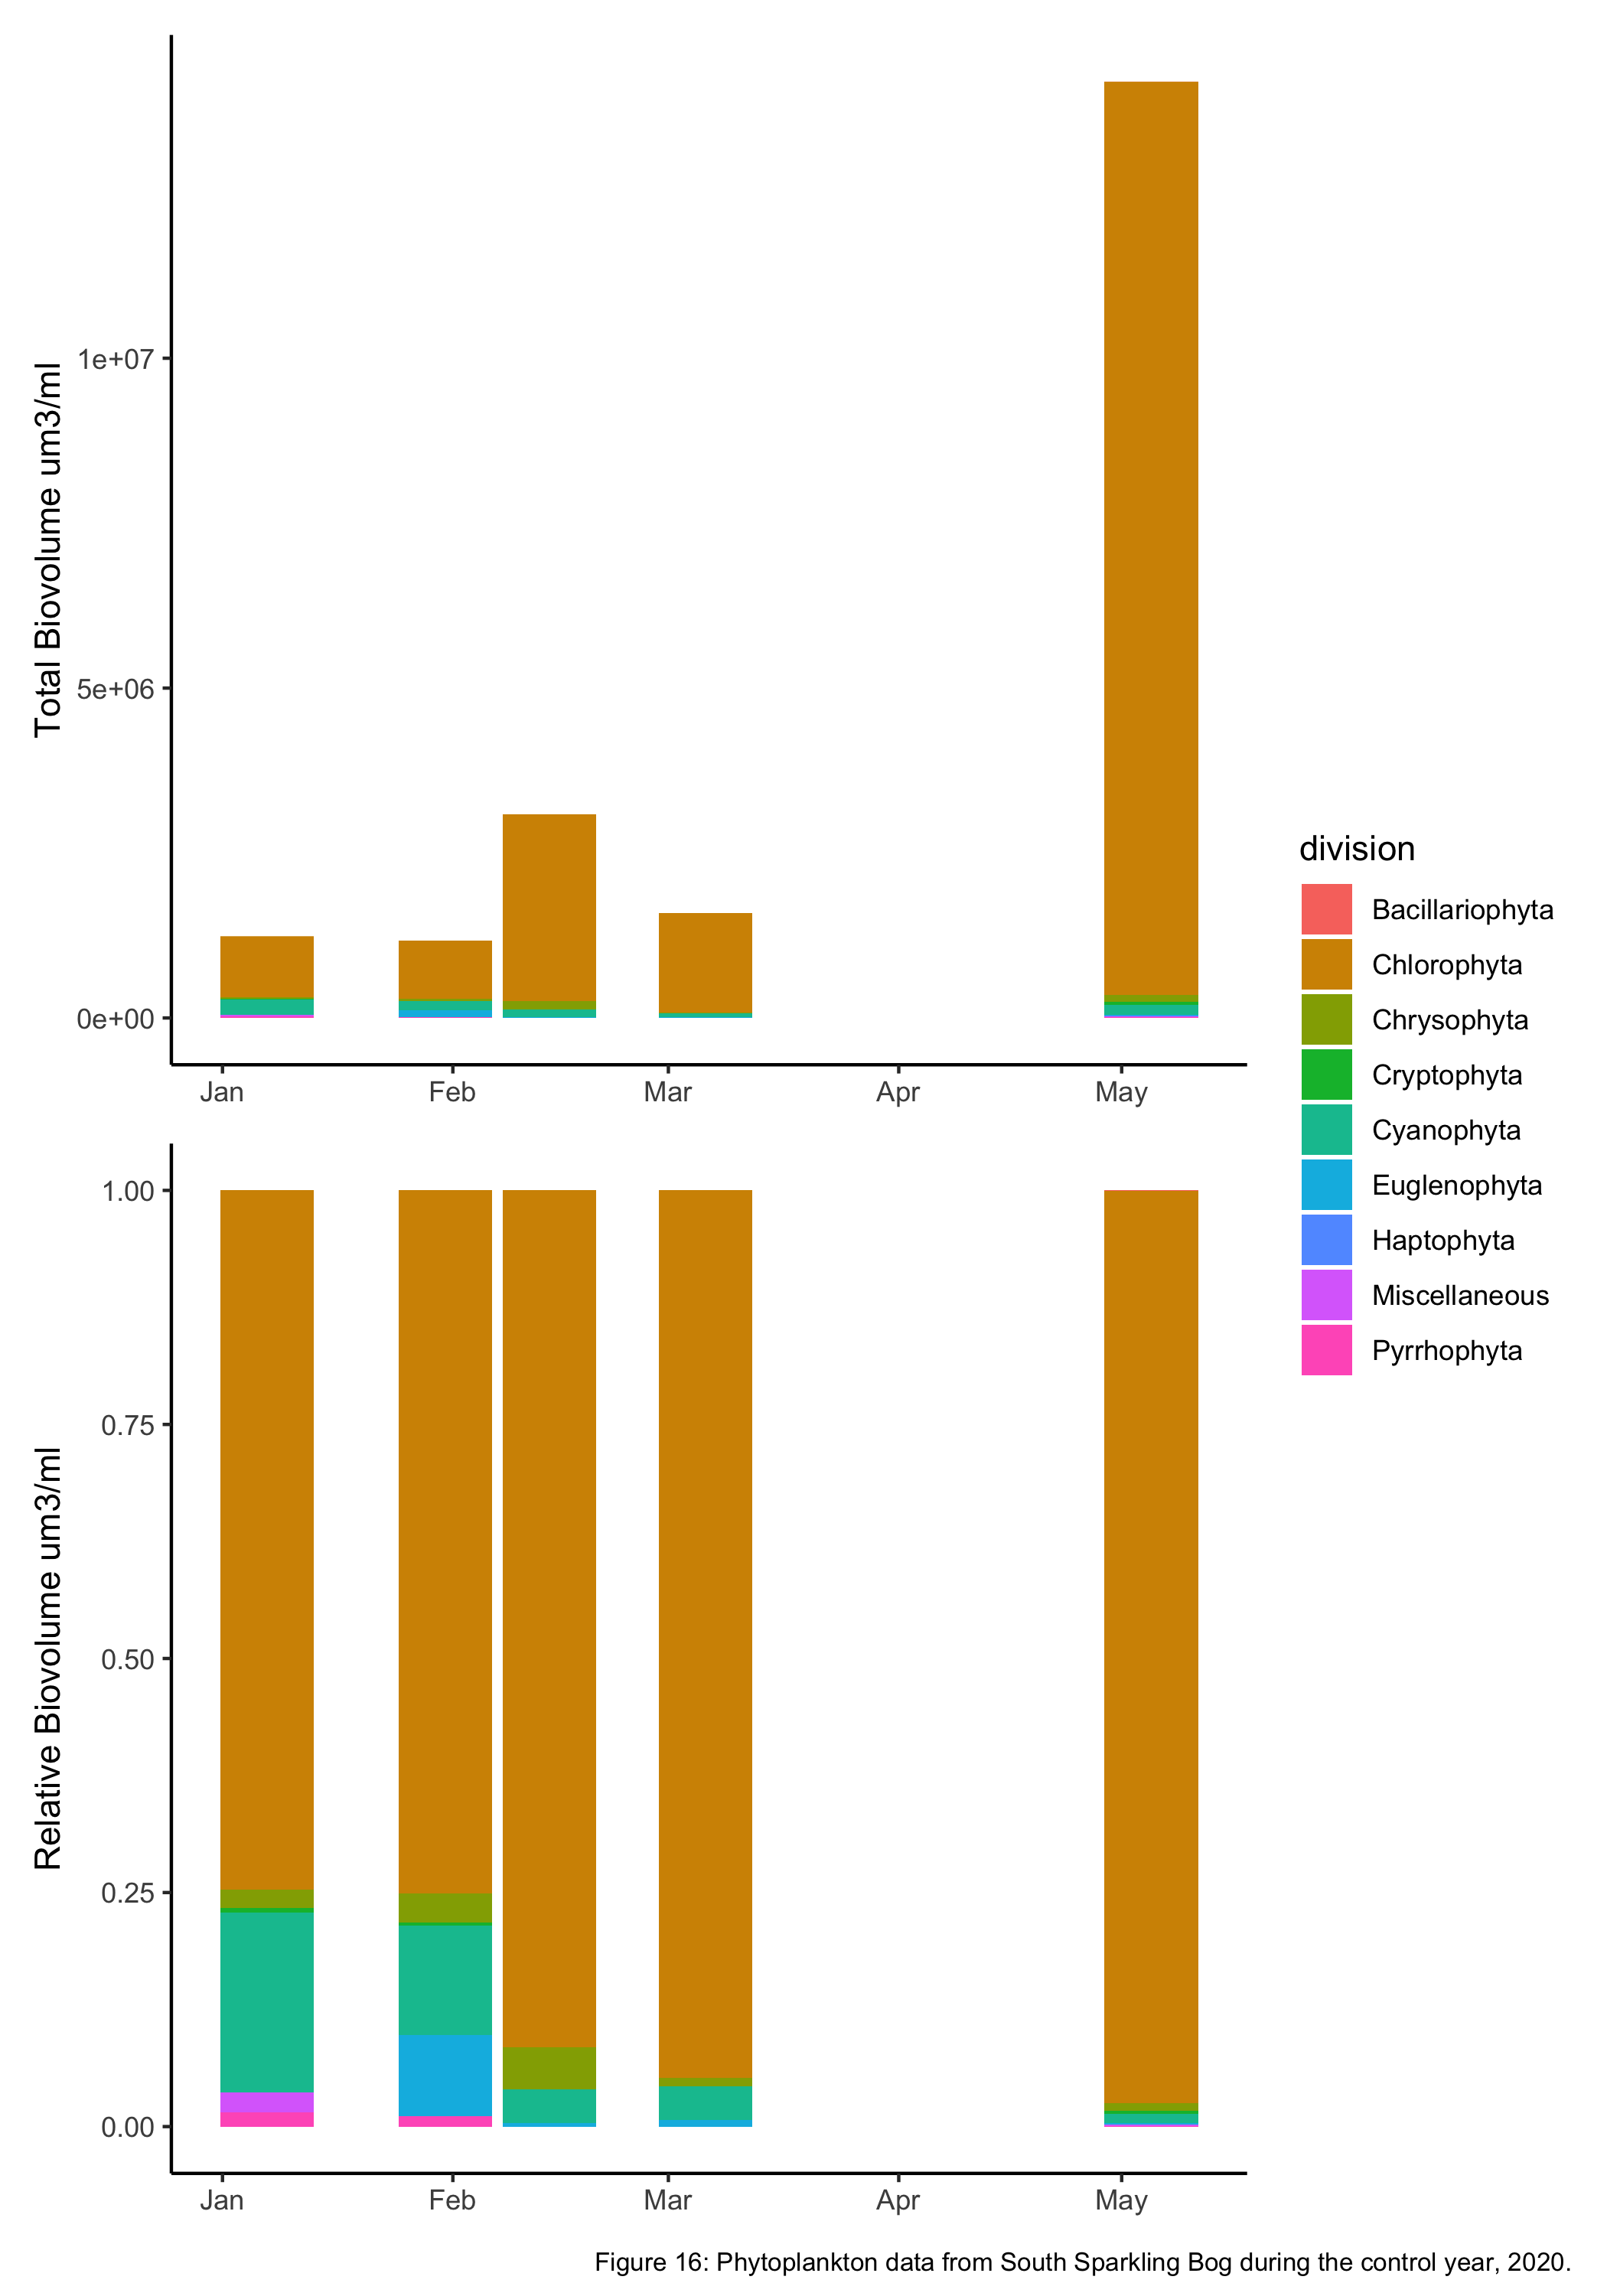 Total Biovolume um3/ml
1e+07
5e+06
0e+00
Jan Feb Mar Apr May
Relative Biovolume um3/ml
1.00
0.75
0.50
0.25
0.00
Jan Feb Mar Apr May
division
Bacillariophyta
Chlorophyta
Chrysophyta
Cryptophyta
Cyanophyta
Euglenophyta
Haptophyta
Miscellaneous
Pyrrhophyta
Figure 16: Phytoplankton data from South Sparkling Bog during the control year, 2020.